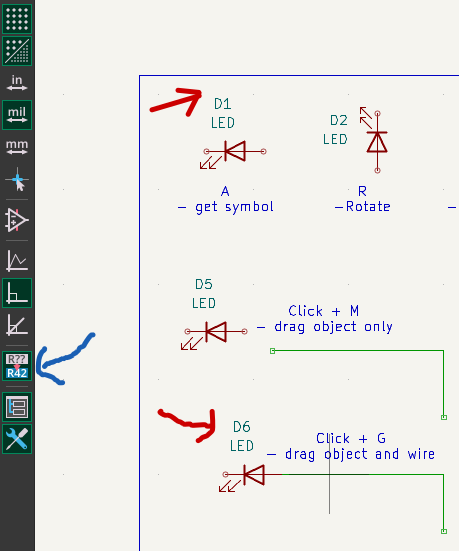 in
mil
mm
R??
R42
D1
LED
A
- get symbol
D2
LED
R
-Rotate
-
D5
LED
Click + M
- drag object only
D6
LED
Click + G
- drag object and wire